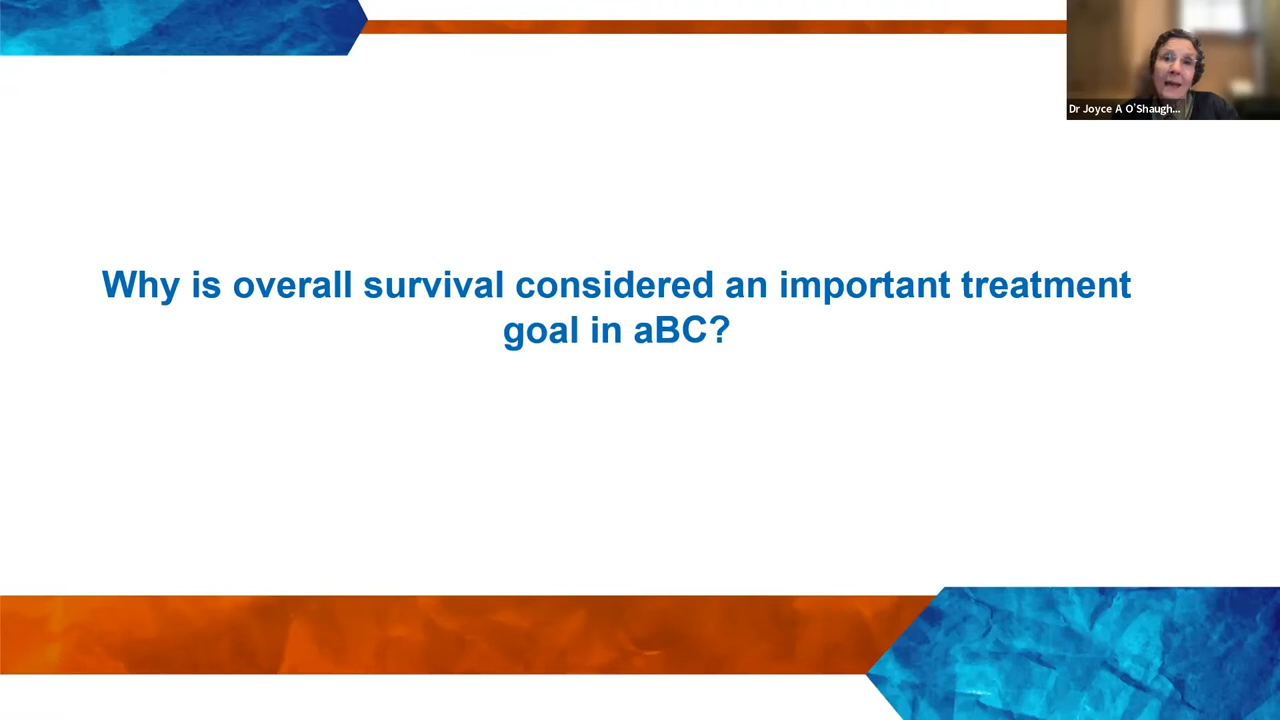 Dr Joyce A O'Shaugh...
Why is overall survival considered an important treatment
goal in aBC?